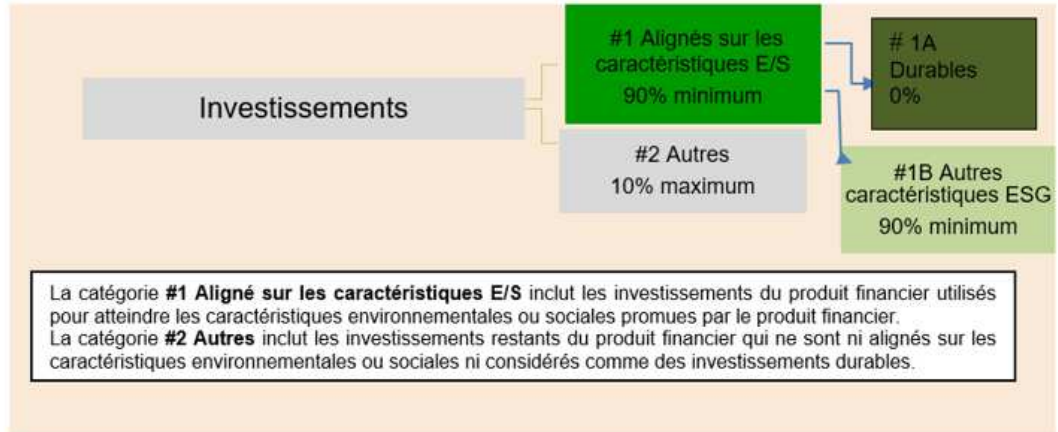 Investissements
#1 Alignés sur les
caractéristiques E/S
90% minimum
# 1A
Durables
0%
#2 Autres
10% maximum
#1B Autres
caractéristiques ESG
90% minimum
La catégorie #1 Aligné sur les caractéristiques E/S inclut les investissements du produit financier utilisés
pour atteindre les caractéristiques environnementales ou sociales promues par le produit financier.
La catégorie #2 Autres inclut les investissements restants du produit financier qui ne sont ni alignés sur les
caractéristiques environnementales ou sociales ni considérés comme des investissements durables.